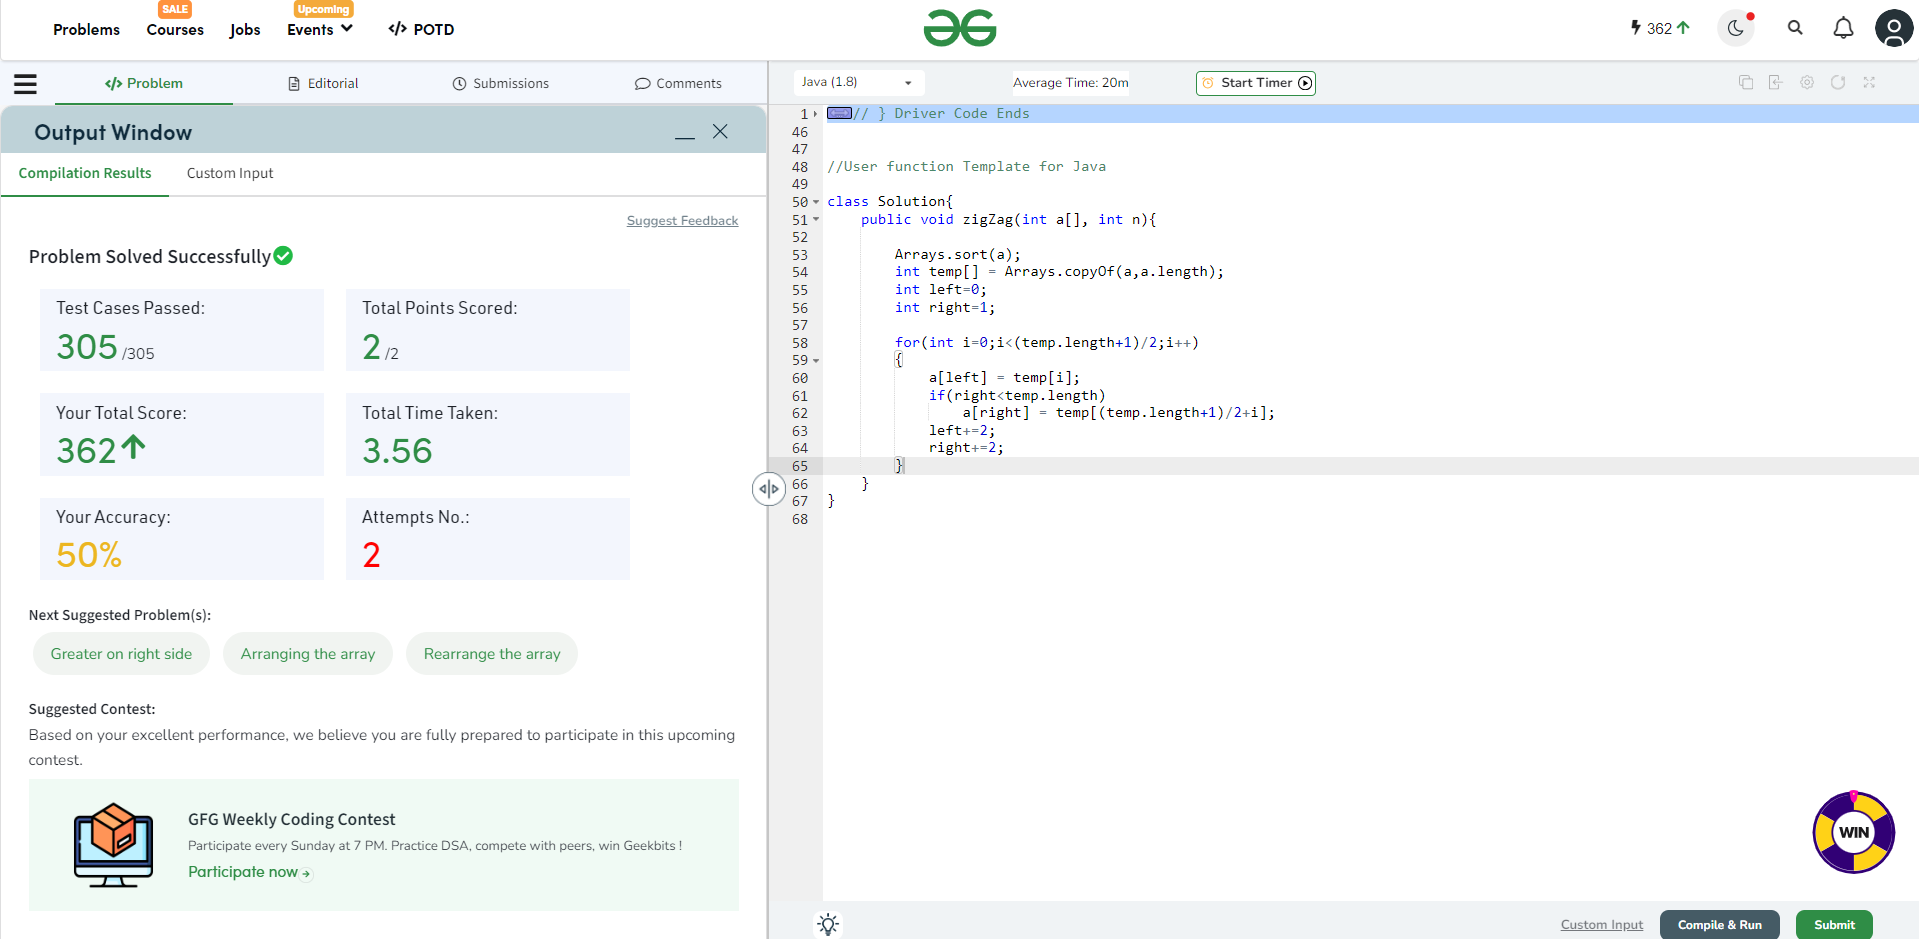 SALE
Upcoming
Problems Courses Jobs Events </> POTD
362
</> Problem Editorial Submissions Comments
Java (1.8) Average Time: 20m Start Timer
Output Window
Compilation Results Custom Input
Suggest Feedback
Problem Solved Successfully
Test Cases Passed: Total Points Scored:
305 /305 2 /2
Your Total Score: Total Time Taken:
362 3.56
Your Accuracy: Attempts No.:
50% 2
Next Suggested Problem(s):
Greater on right side Arranging the array Rearrange the array
Suggested Contest:
Based on your excellent performance, we believe you are fully prepared to participate in this upcoming
contest.
GFG Weekly Coding Contest
Participate every Sunday at 7 PM. Practice DSA, compete with peers, win Geekbits !
Participate now
1 // } Driver Code Ends
46
47
48 //User function Template for Java
49
50 class Solution{
51 public void zigZag(int a[], int n){
52
53 Arrays.sort(a);
54 int temp[] = Arrays.copyOf(a,a.length);
55 int left=0;
56 int right=1;
57
58 for(int i=0;i<(temp.length+1)/2;i++)
59 {
60 a[left] = temp[i];
61 if(right<temp.length)
62 a[right] = temp[(temp.length+1)/2+i];
63 left+=2;
64 right+=2;
65 }
66 }
67 }
68
WIN
Custom Input Compile & Run Submit